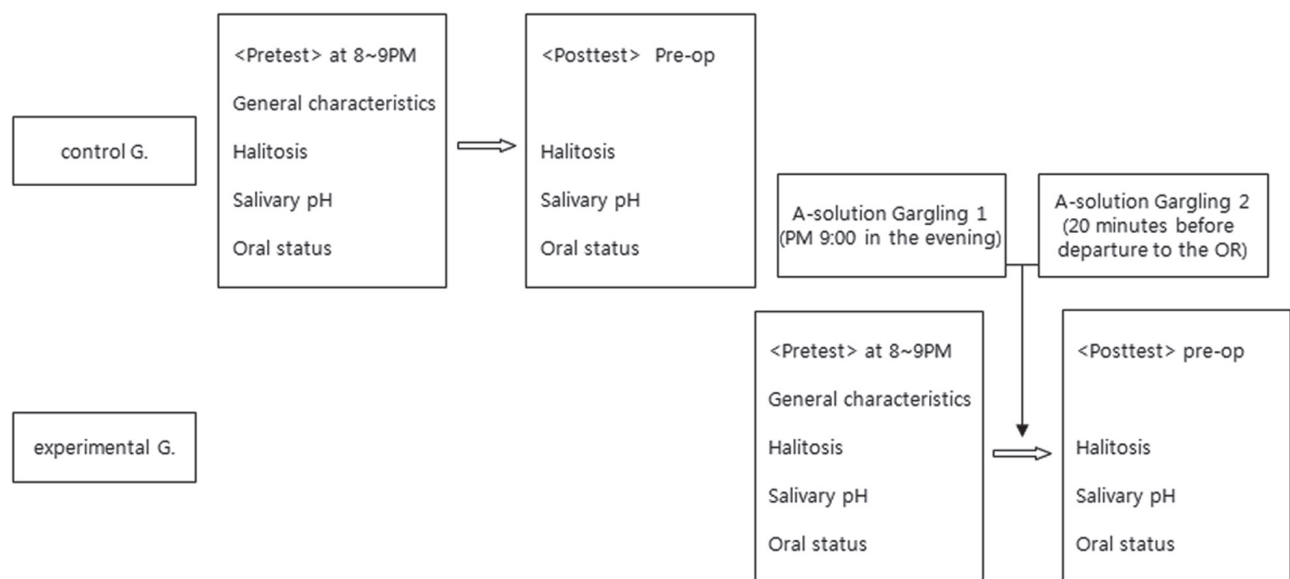 control G.
<Pretest> at 8~9PM
General characteristics
Halitosis
Salivary pH
Oral status
<Posttest> Pre-op
Halitosis
Salivary pH
Oral status
A-solution Gargling 1
(PM 9:00 in the evening)
A-solution Gargling 2
(20 minutes before
departure to the OR)
experimental G.
<Pretest> at 8~9PM
General characteristics
Halitosis
Salivary pH
Oral status
<Posttest> pre-op
Halitosis
Salivary pH
Oral status